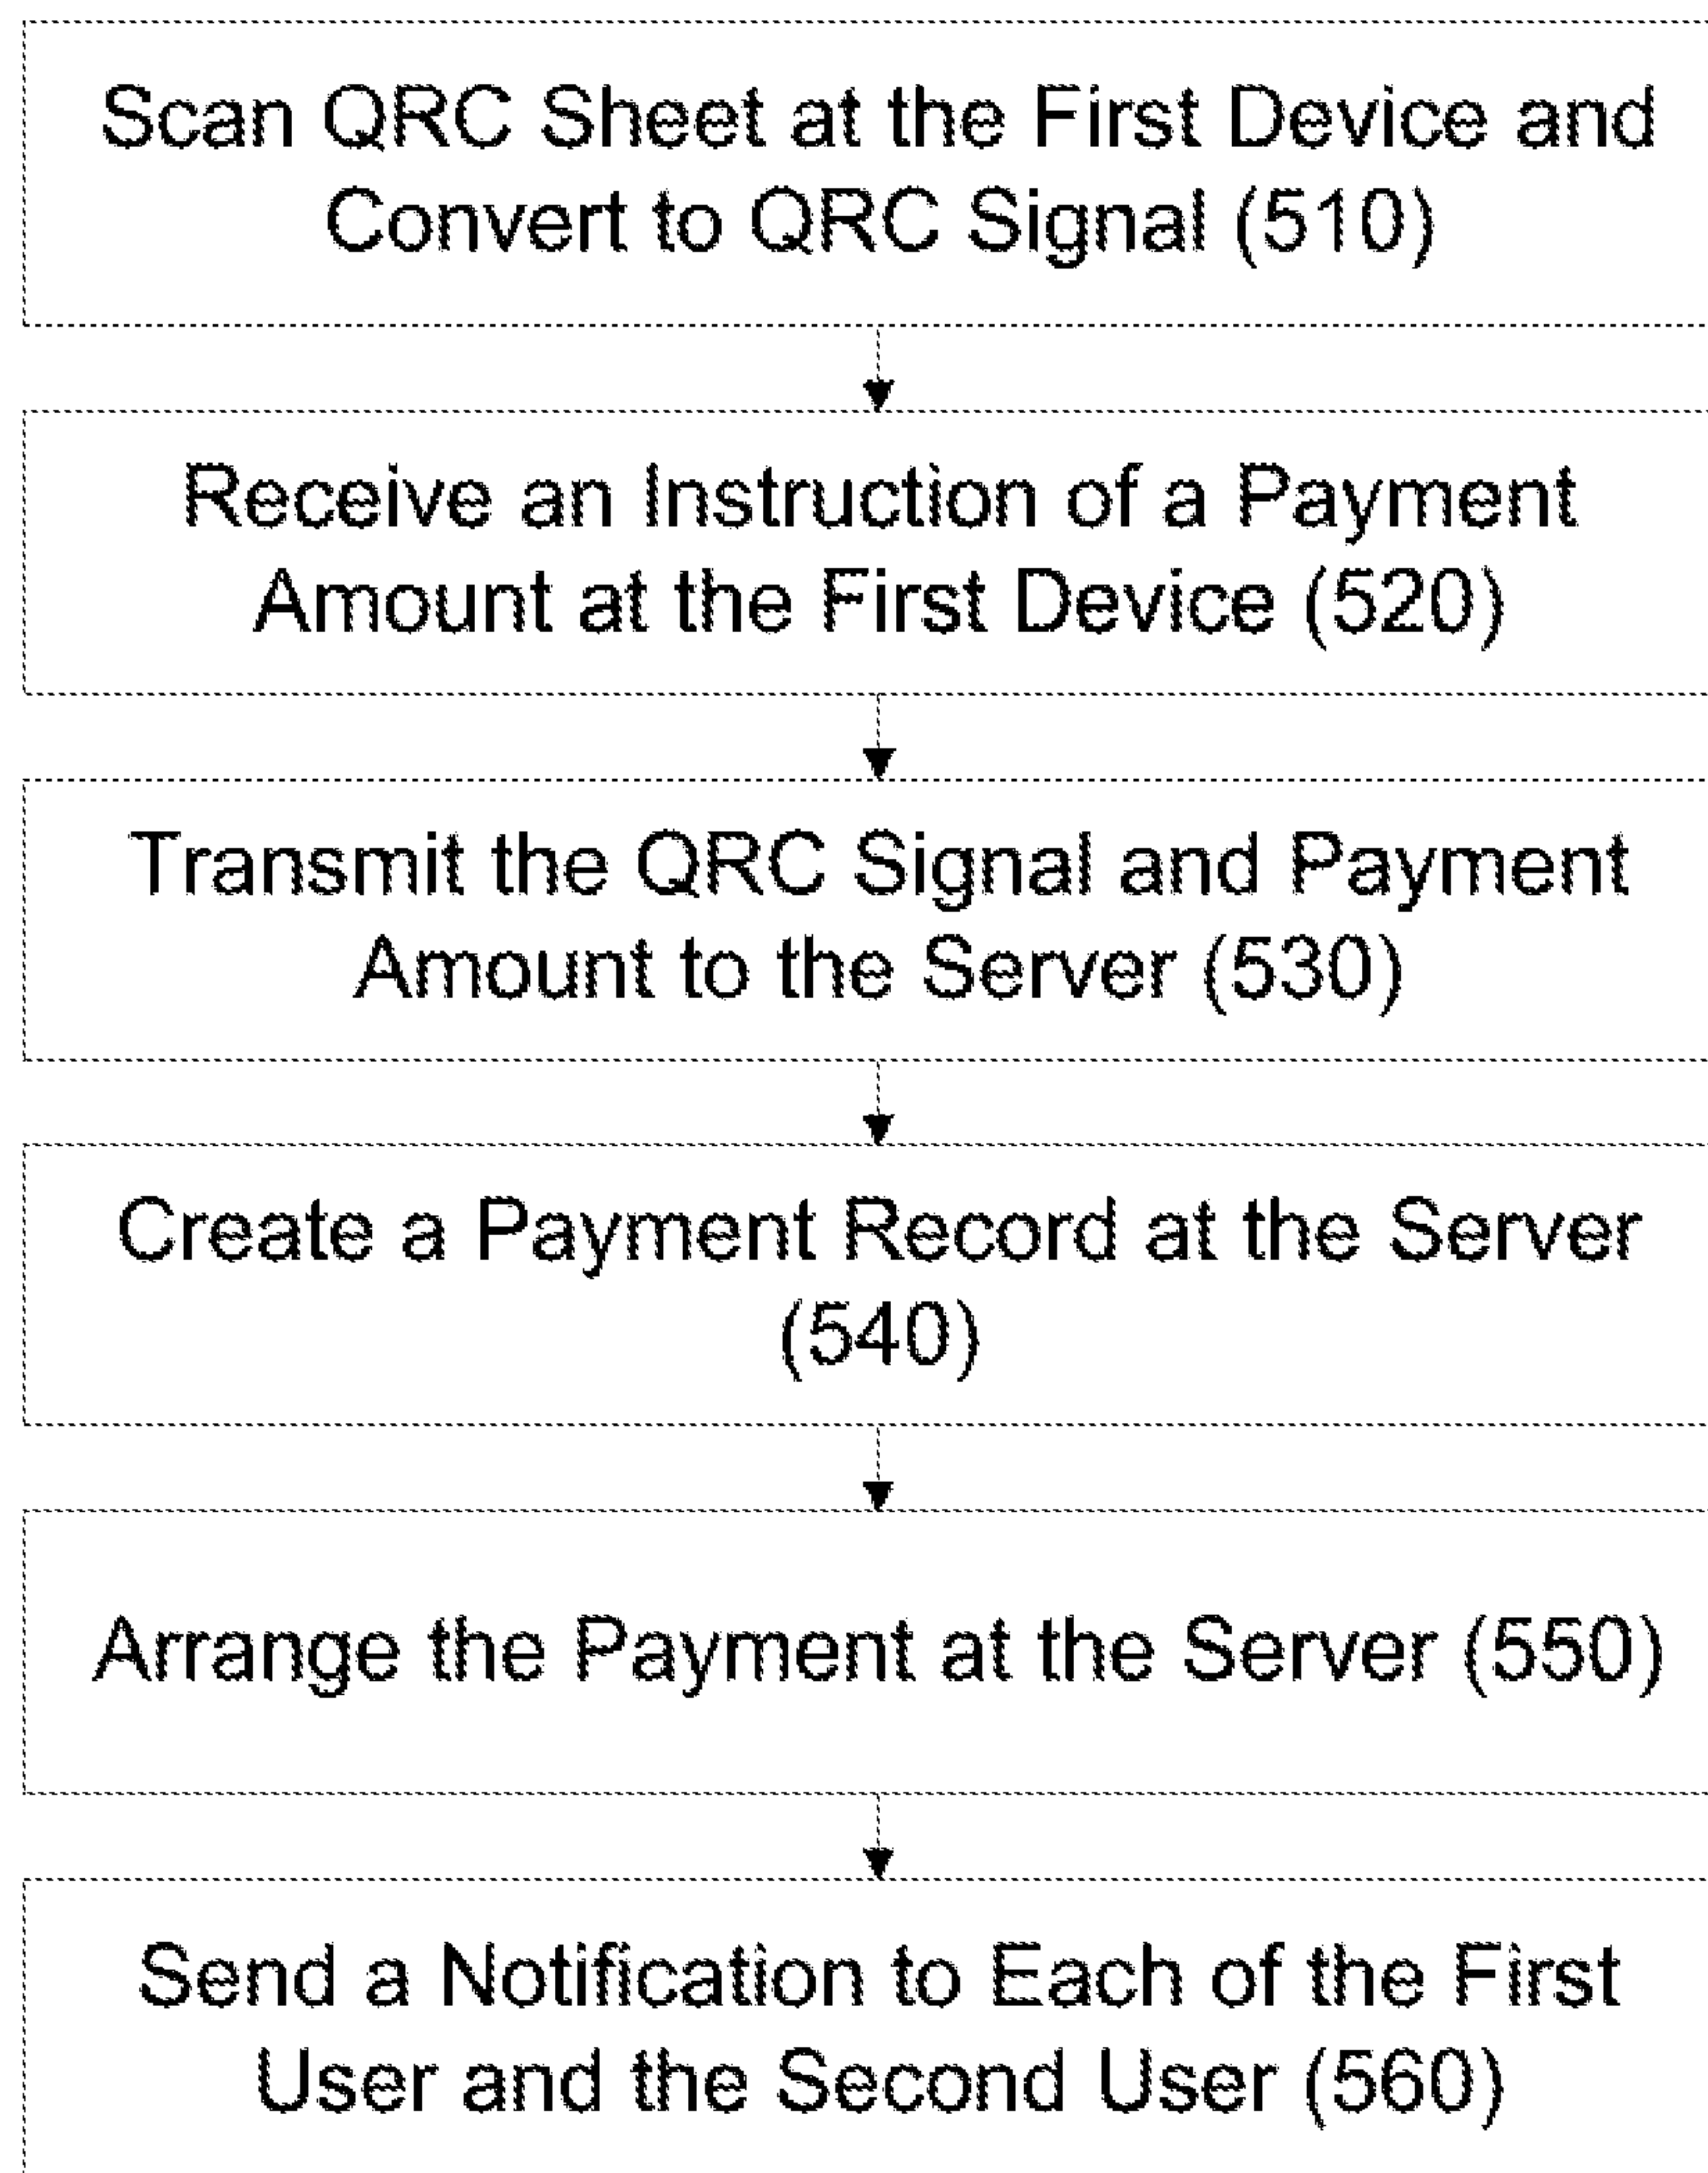 Scan QRC Sheet at the First Device and
Convert to QRC Signal (510)
Receive an Instruction of a Payment
Amount at the First Device (520)
Transmit the QRC Signal and Payment
Amount to the Server (530)
Create a Payment Record at the Server
(540)
Arrange the Payment at the Server (550)
Send a Notification to Each of the First
User and the Second User (560)